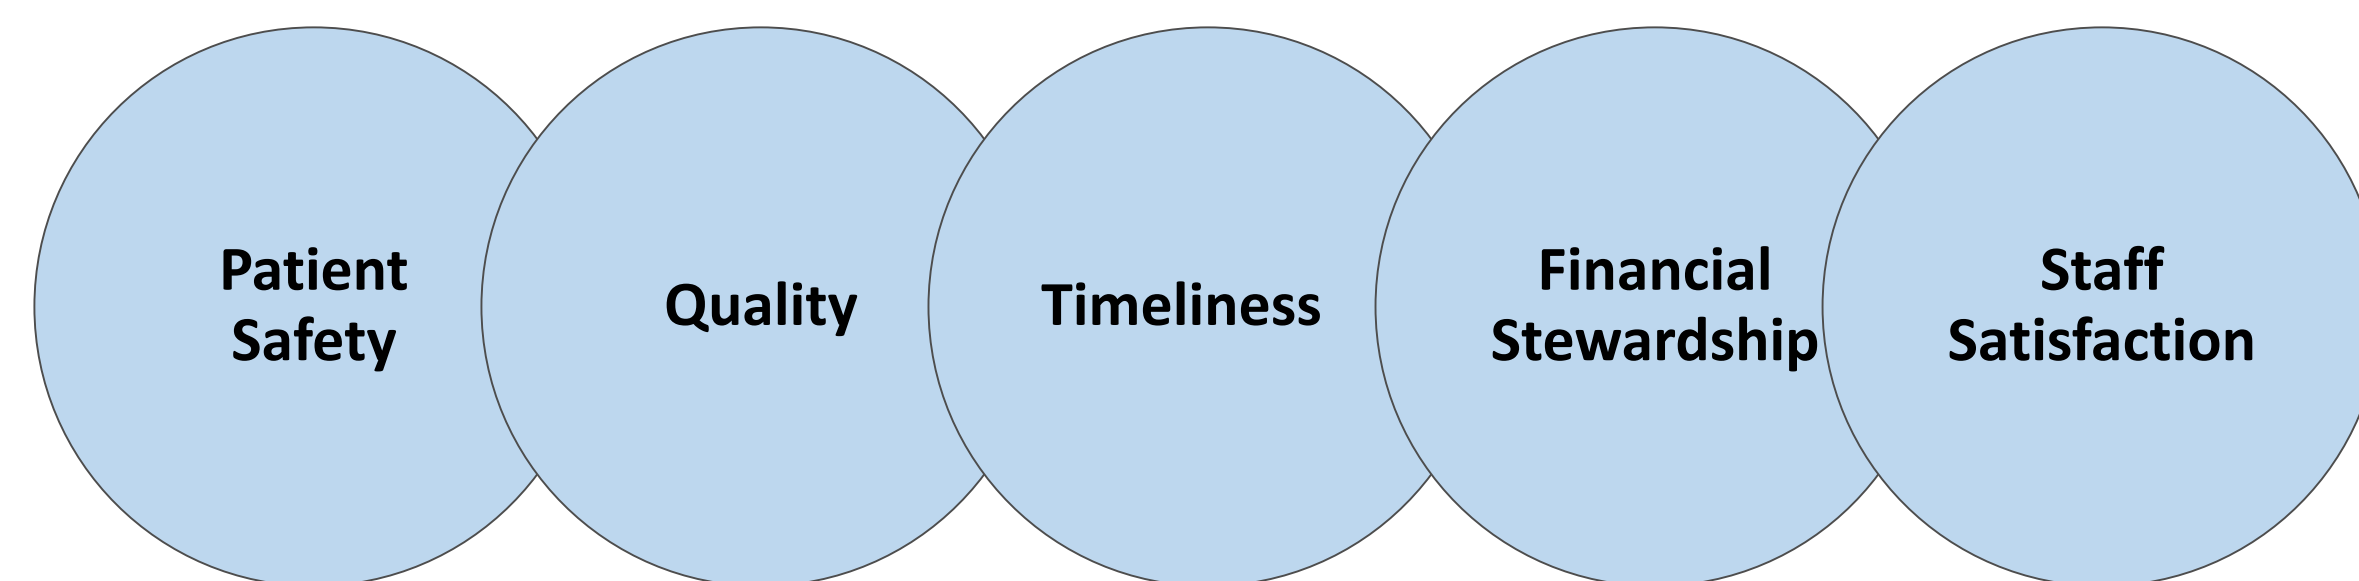 Patient
Safety
Quality
Timeliness
Financial
Stewardship
Staff
Satisfaction